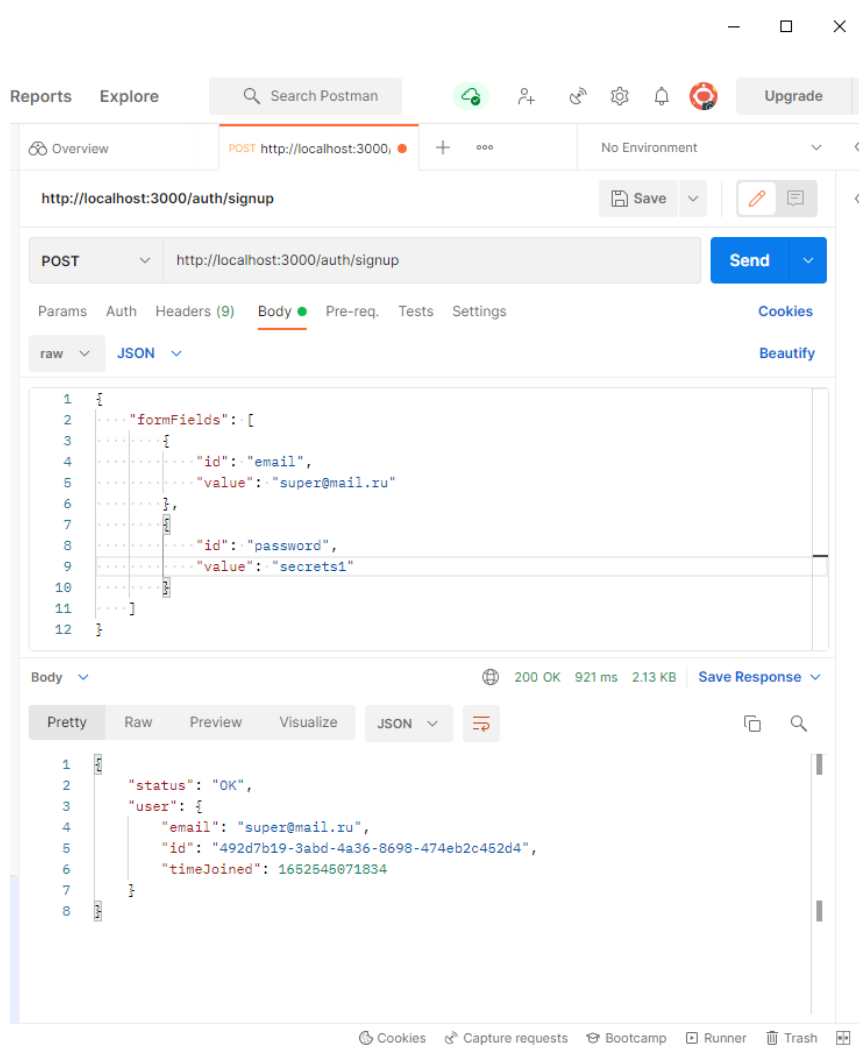 Reports Explore Search Postman Upgrade
Overview POST http://localhost:3000/ No Environment
http://localhost:3000/auth/signup Save
POST http://localhost:3000/auth/signup Send
Params Auth Headers (9) Body Pre-req. Tests Settings Cookies
raw JSON Beautify
1 {
2 "formFields": [
3 {
4 "id": "email",
5 "value": "super@mail.ru"
6 },
7 {
8 "id": "password",
9 "value": "secrets1"
10 }
11 ]
12 }
Body 200 OK 921 ms 2.13 KB Save Response
Pretty Raw Preview Visualize JSON
1 {
2 "status": "OK",
3 "user": {
4 "email": "super@mail.ru",
5 "id": "492d7b19-3abd-4a36-8698-474eb2c452d4",
6 "timeJoined": 1652545071834
7 }
8 }
Cookies Capture requests Bootcamp Runner Trash